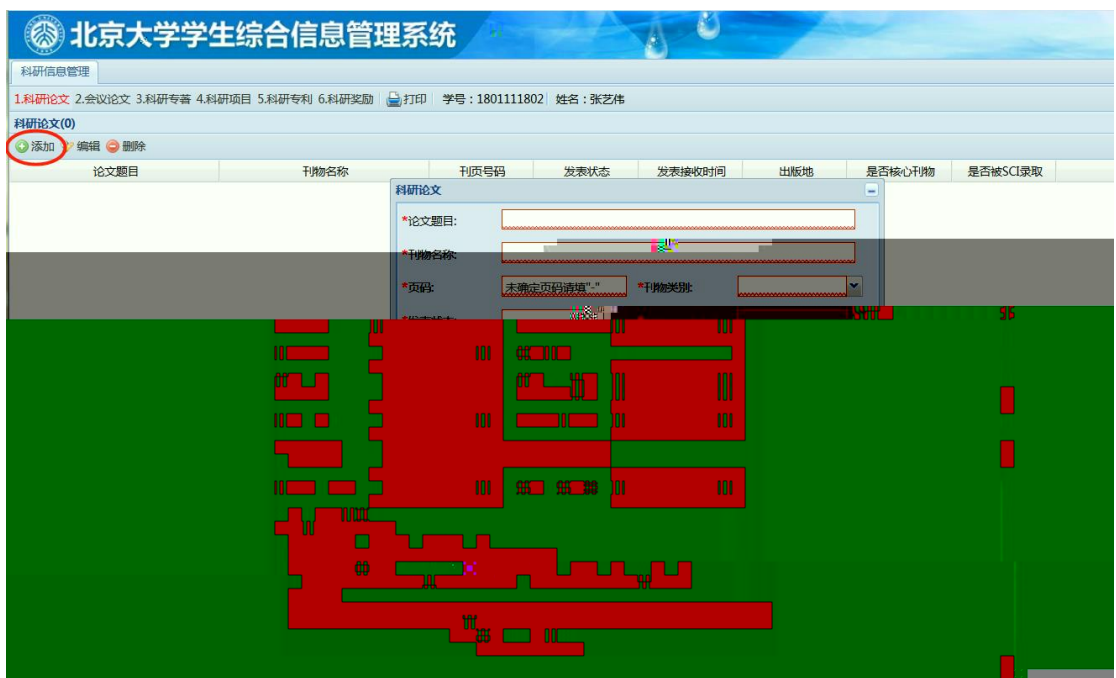 北京大学学生综合信息管理系统
科研信息管理
1.科研论文 2.会议论文 3.科研专著 4.科研项目 5.科研专利 6.科研奖励 打印 学号：1801111802 姓名：张艺伟
科研论文(0)
添加 编辑 删除
论文题目 刊物名称 刊页号码 发表状态 发表接收时间 出版地 是否核心刊物 是否被SCI录取
科研论文
*论文题目:
*刊物名称:
*页码: 未确定页码请填"-" *刊物类别: